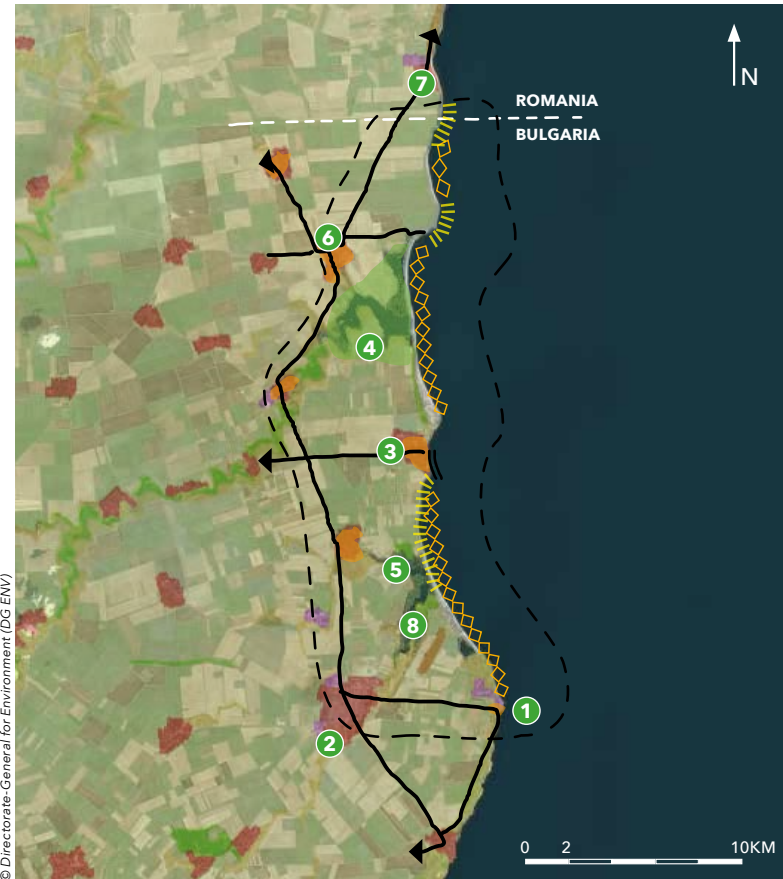 N
7
ROMANIA
BULGARIA
6
4
3
5
8
1
2
0 2 10KM
© Directorate-General for Environment (DG ENV)